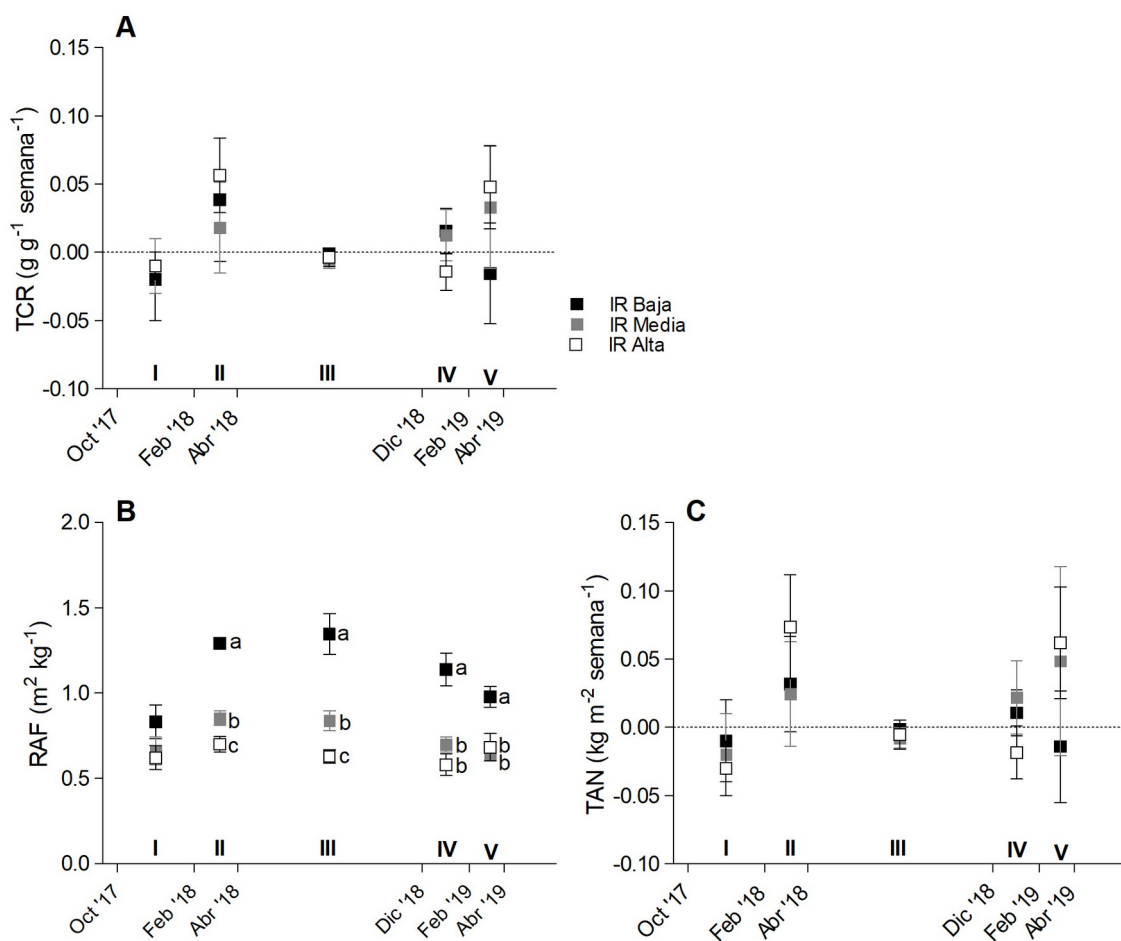 A
0.15
0.10
0.05
0.00
-0.05
-0.10
TCR (g g⁻¹ semana⁻¹)
I II III IV V
Oct '17 Feb '18 Abr '18 Dic '18 Feb '19 Abr '19
IR Baja
IR Media
IR Alta
B
2.0
1.5
1.0
0.5
0.0
RAF (m² kg⁻¹)
a a a a
b b b b
c c b b
I II III IV V
Oct '17 Feb '18 Abr '18 Dic '18 Feb '19 Abr '19
C
0.15
0.10
0.05
0.00
-0.05
-0.10
TAN (kg m⁻² semana⁻¹)
I II III IV V
Oct '17 Feb '18 Abr '18 Dic '18 Feb '19 Abr '19